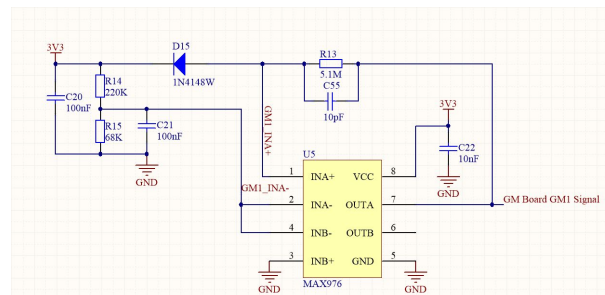 3V3
D15
1N4148W
R13
5.1M
C55
10pF
R14
220K
C20
100nF
R15
68K
C21
100nF
GND
GM1_INA+
GM1_INA-
3V3
C22
10nF
GND
U5
1 INA+ VCC 8
2 INA- OUTA 7
4 INB- OUTB 6
3 INB+ GND 5
MAX976
GND
GND
GM Board GM1 Signal